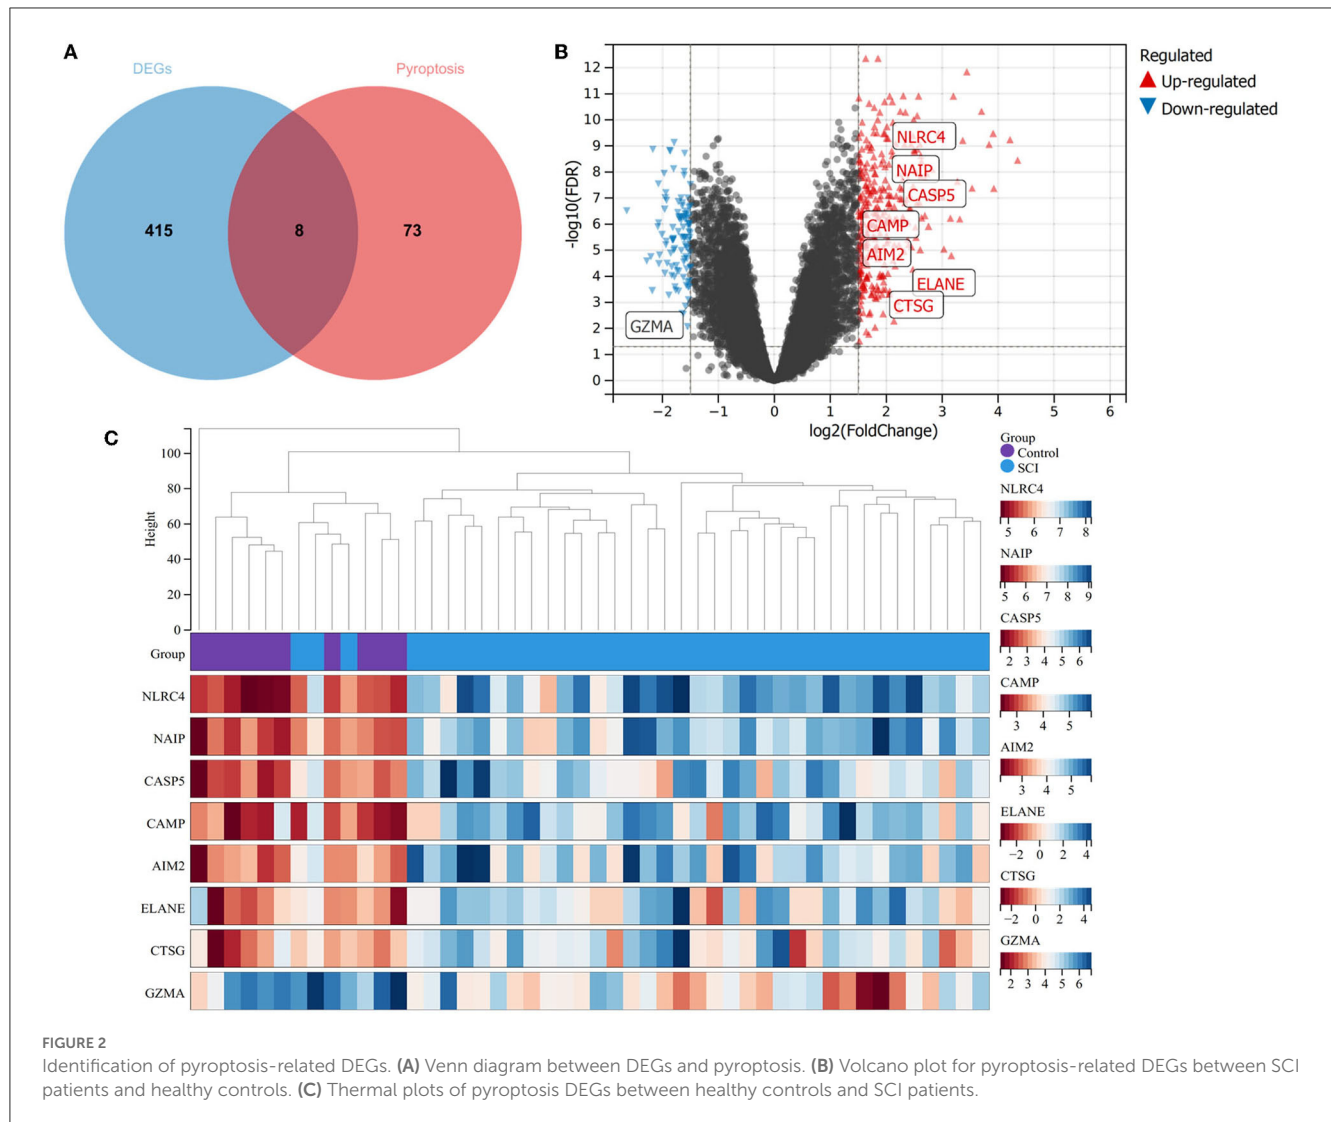 A
DEGs
Pyroptosis
415
8
73
B
12
11
10
9
8
7
6
5
4
3
2
1
0
-log10(FDR)
NLRC4
NAIP
CASP5
CAMP
AIM2
ELANE
CTSG
GZMA
−2
−1
0
1
2
3
4
5
6
log2(FoldChange)
Regulated
Up-regulated
Down-regulated
C
100
80
60
40
20
0
Height
Group
NLRC4
NAIP
CASP5
CAMP
AIM2
ELANE
CTSG
GZMA
Group
Control
SCI
NLRC4
5 6 7 8
NAIP
5 6 7 8 9
CASP5
2 3 4 5 6
CAMP
3 4 5
AIM2
3 4 5
ELANE
−2 0 2 4
CTSG
−2 0 2 4
GZMA
2 3 4 5 6
FIGURE 2
Identification of pyroptosis-related DEGs. (A) Venn diagram between DEGs and pyroptosis. (B) Volcano plot for pyroptosis-related DEGs between SCI
patients and healthy controls. (C) Thermal plots of pyroptosis DEGs between healthy controls and SCI patients.